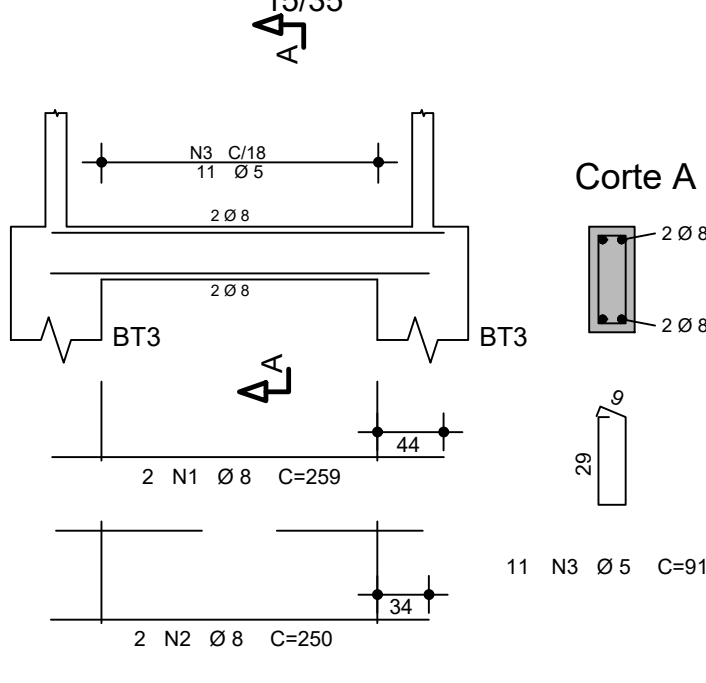 15/35
A
N3 C/18
11 Ø 5
Corte A
2 Ø 8
2 Ø 8
2 Ø 8
2 Ø 8
BT3
BT3
A
44
2 N1 Ø 8 C=259
9
29
11 N3 Ø 5 C=91
34
2 N2 Ø 8 C=250